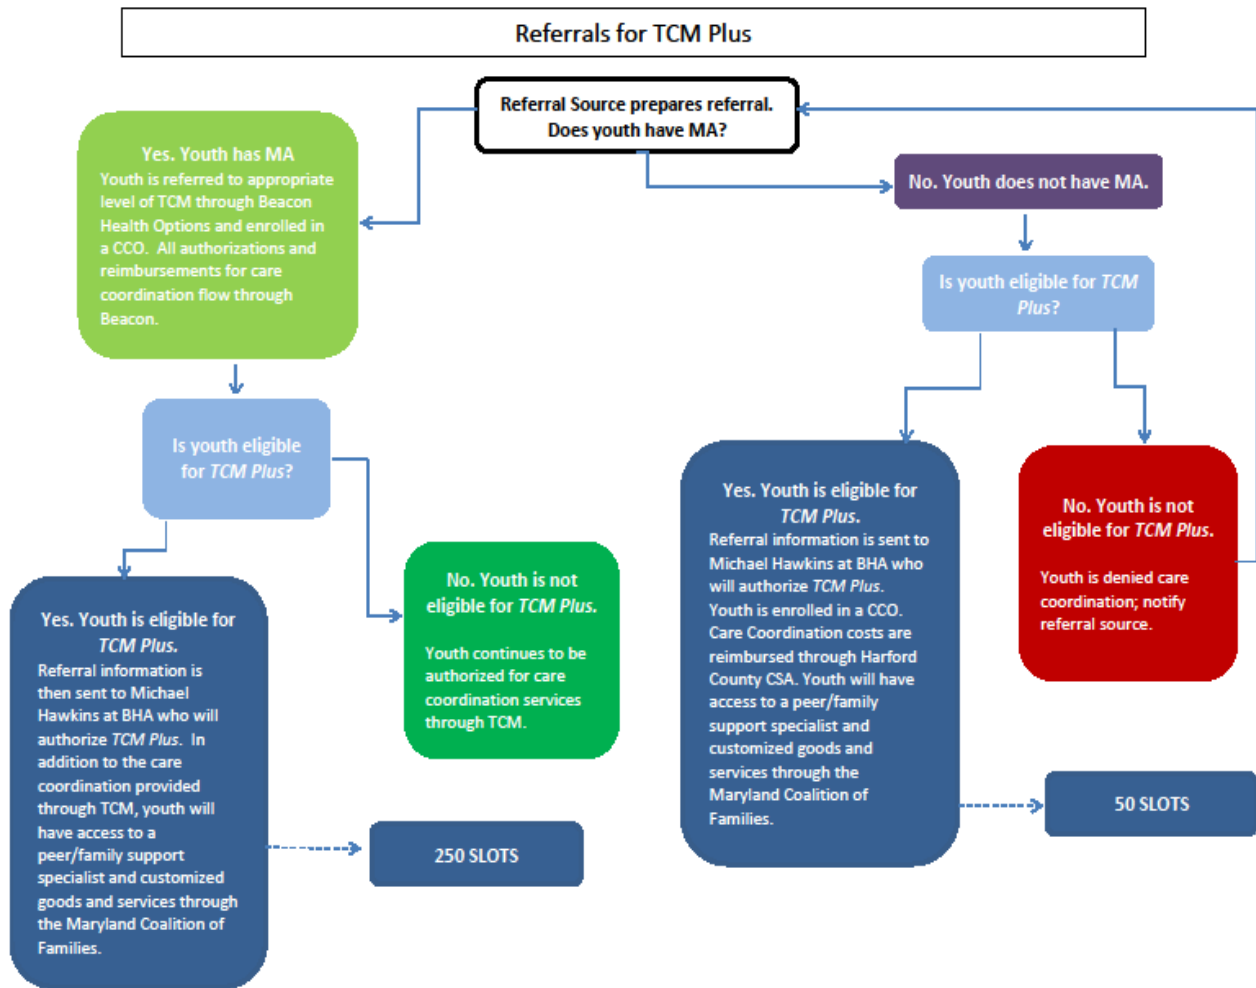 Referrals for TCM Plus
Referral Source prepares referral.
Does youth have MA?
Yes. Youth has MA
Youth is referred to appropriate
level of TCM through Beacon
Health Options and enrolled in
a CCO. All authorizations and
reimbursements for care
coordination flow through
Beacon.
No. Youth does not have MA.
Is youth eligible for TCM
Plus?
Is youth eligible
for TCM Plus?
Yes. Youth is eligible for
TCM Plus.
Referral information is
then sent to Michael
Hawkins at BHA who will
authorize TCM Plus. In
addition to the care
coordination provided
through TCM, youth will
have access to a
peer/family support
specialist and customized
goods and services through
the Maryland Coalition of
Families.
No. Youth is not
eligible for TCM Plus.
Youth continues to be
authorized for care
coordination services
through TCM.
250 SLOTS
Yes. Youth is eligible for
TCM Plus.
Referral information is sent to
Michael Hawkins at BHA who
will authorize TCM Plus.
Youth is enrolled in a CCO.
Care Coordination costs are
reimbursed through Harford
County CSA. Youth will have
access to a peer/family
support specialist and
customized goods and
services through the
Maryland Coalition of
Families.
No. Youth is not
eligible for TCM Plus.
Youth is denied care
coordination; notify
referral source.
50 SLOTS